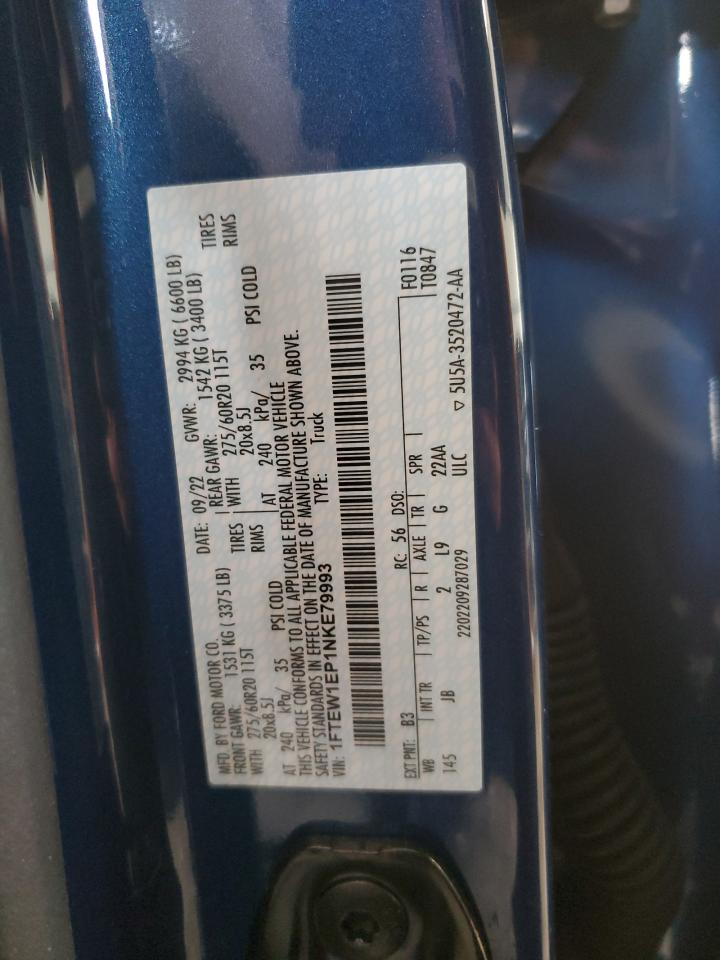 MFD. BY FORD MOTOR CO. DATE: 09/22 GVWR: 2994 KG ( 6600 LB)
FRONT GAWR: 1531 KG ( 3375 LB) REAR GAWR: 1542 KG ( 3400 LB)
WITH 275/60R20 115T TIRES WITH 275/60R20 115T TIRES
20x8.5J RIMS 20x8.5J RIMS
AT 240 kPa/ 35 PSI COLD AT 240 kPa/ 35 PSI COLD
THIS VEHICLE CONFORMS TO ALL APPLICABLE FEDERAL MOTOR VEHICLE
SAFETY STANDARDS IN EFFECT ON THE DATE OF MANUFACTURE SHOWN ABOVE.
VIN: 1FTEW1EP1NKE79993 TYPE: Truck
EXT PNT: B3 RC: 56 DSO: F0116
WB INT TR TP/PS R AXLE TR SPR T0847
145 JB 2 L9 G 22AA
2202209287029 ULC ▽ 5U5A-3520472-AA